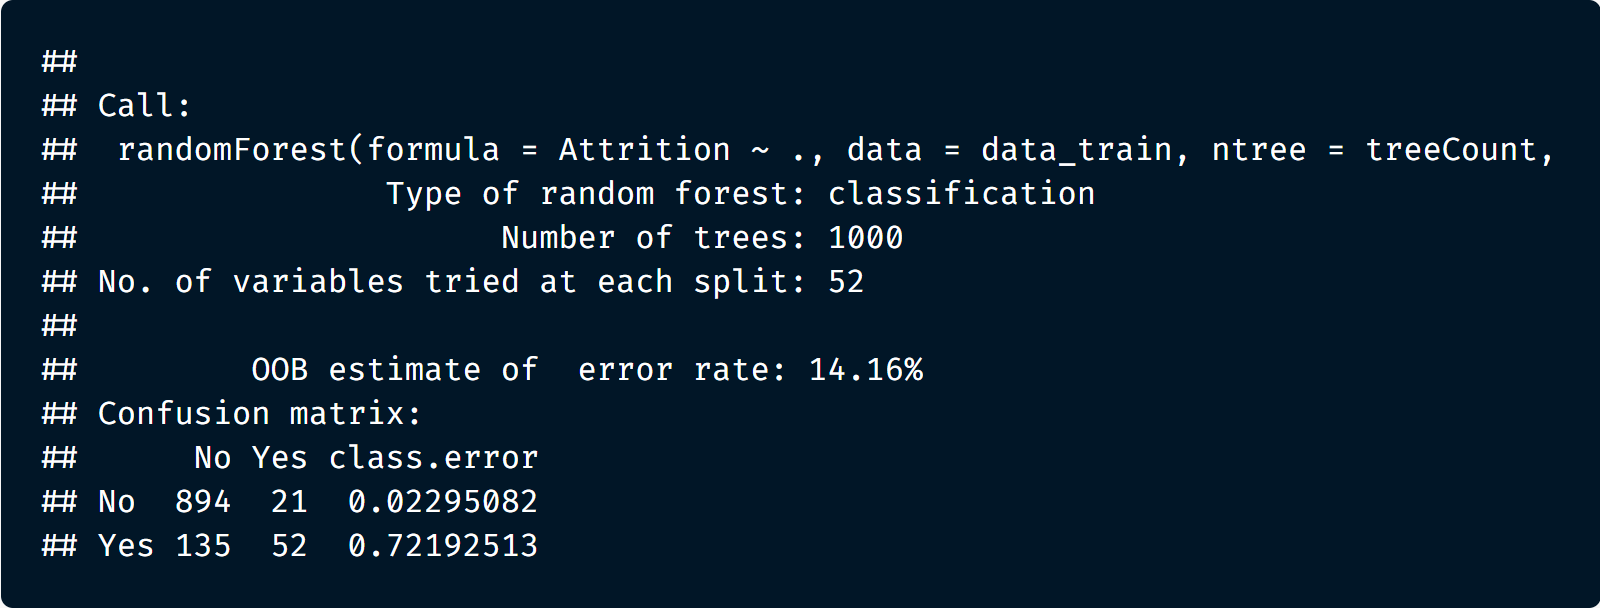 ##
## Call:
##  randomForest(formula = Attrition ~ ., data = data_train, ntree = treeCount,
##                Type of random forest: classification
##                      Number of trees: 1000
## No. of variables tried at each split: 52
##
##         OOB estimate of  error rate: 14.16%
## Confusion matrix:
##      No Yes class.error
## No  894  21  0.02295082
## Yes 135  52  0.72192513